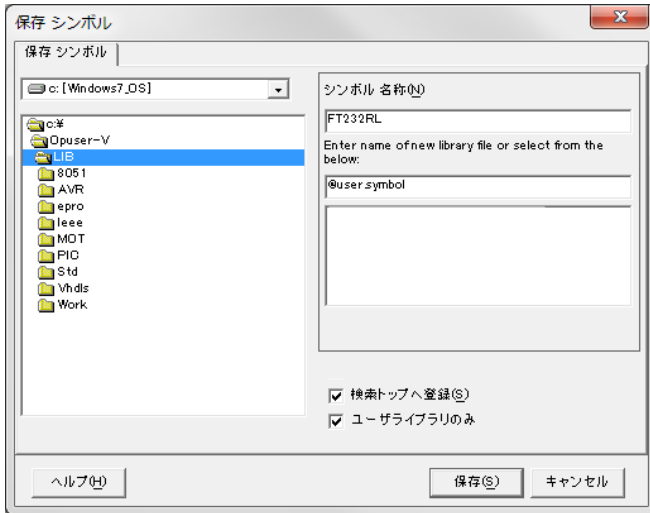 保存 シンボル
保存 シンボル
c: [Windows7_OS]
c:¥
Opuser-V
LIB
8051
AVR
epro
Ieee
MOT
PIC
Std
Vhdls
Work
シンボル 名称(N)
FT232RL
Enter name of new library file or select from the
below:
@user.symbol
検索トップへ登録(S)
ユーザライブラリのみ
ヘルプ(H)
保存(S)
キャンセル